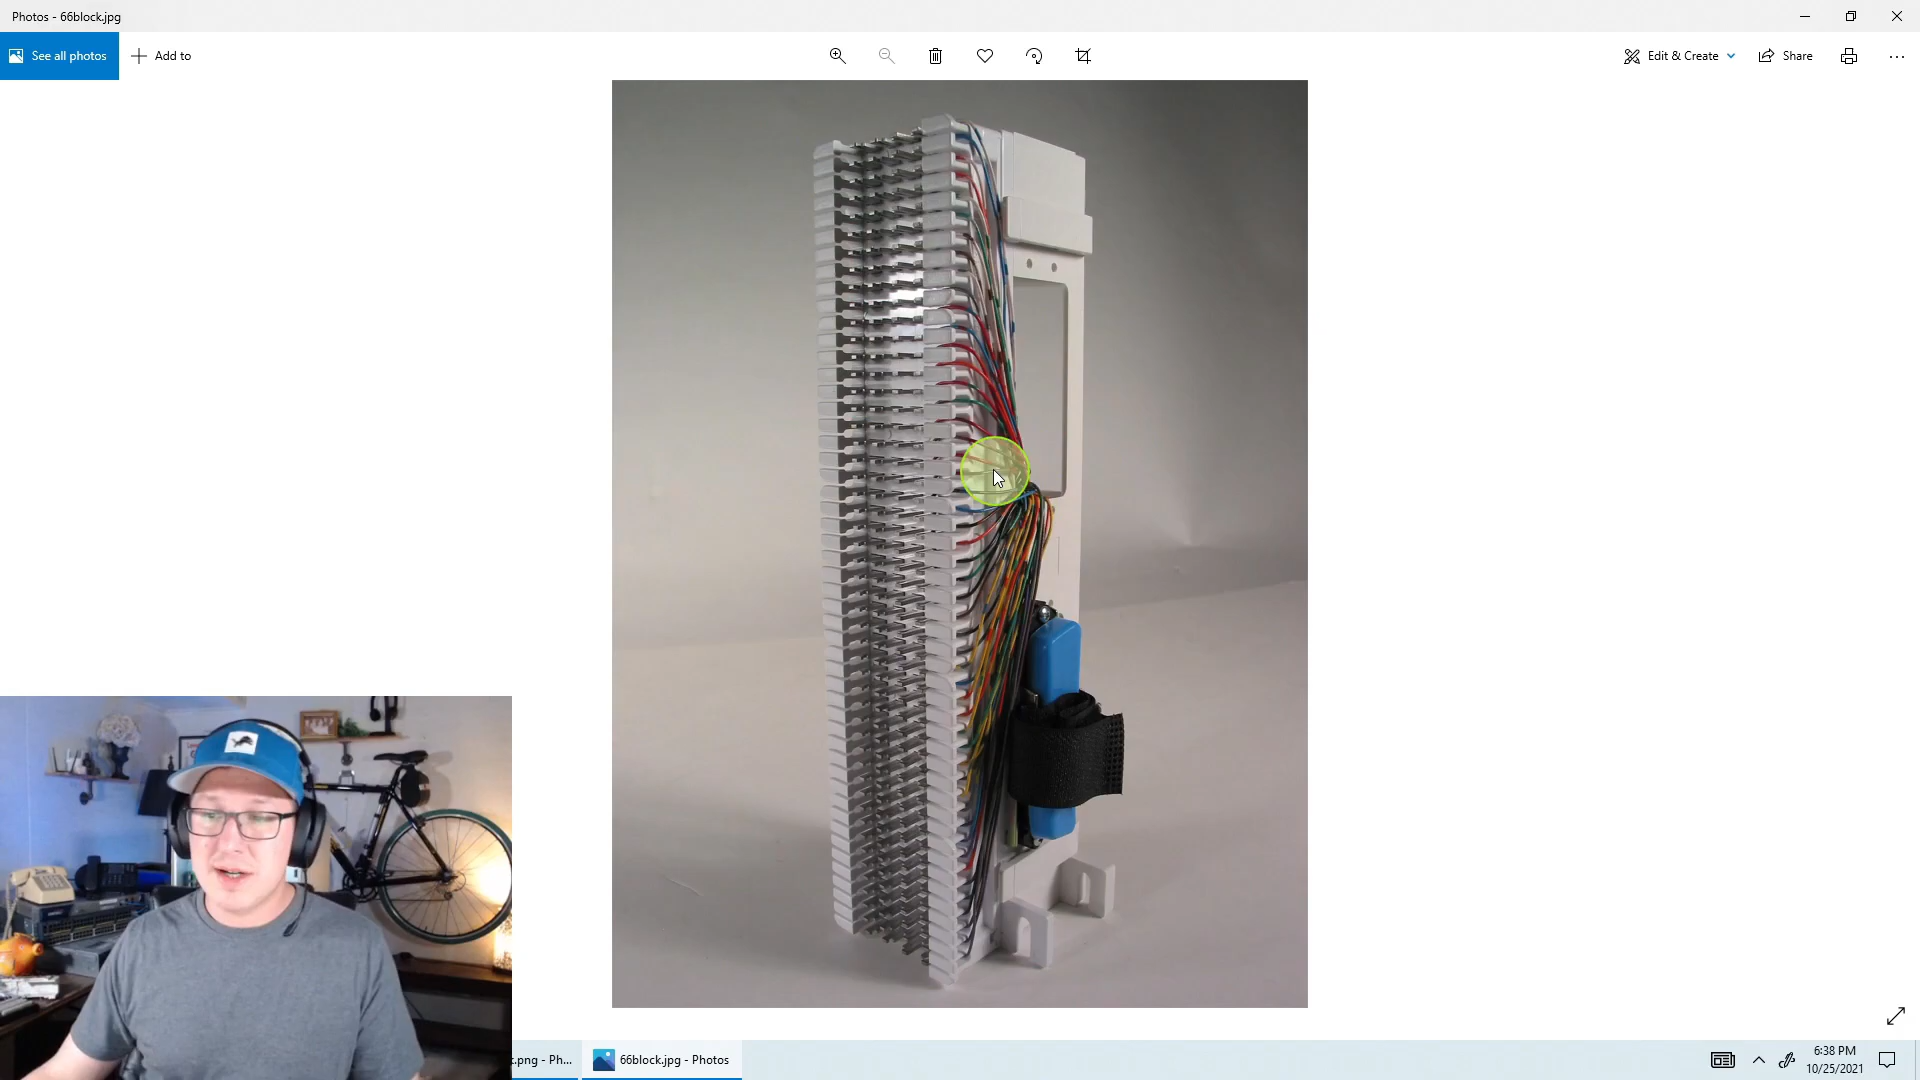 Photos - 66block.jpg
See all photos
Add to
Edit & Create
Share
t.png - Ph...
66block.jpg - Photos
6:38 PM
10/25/2021